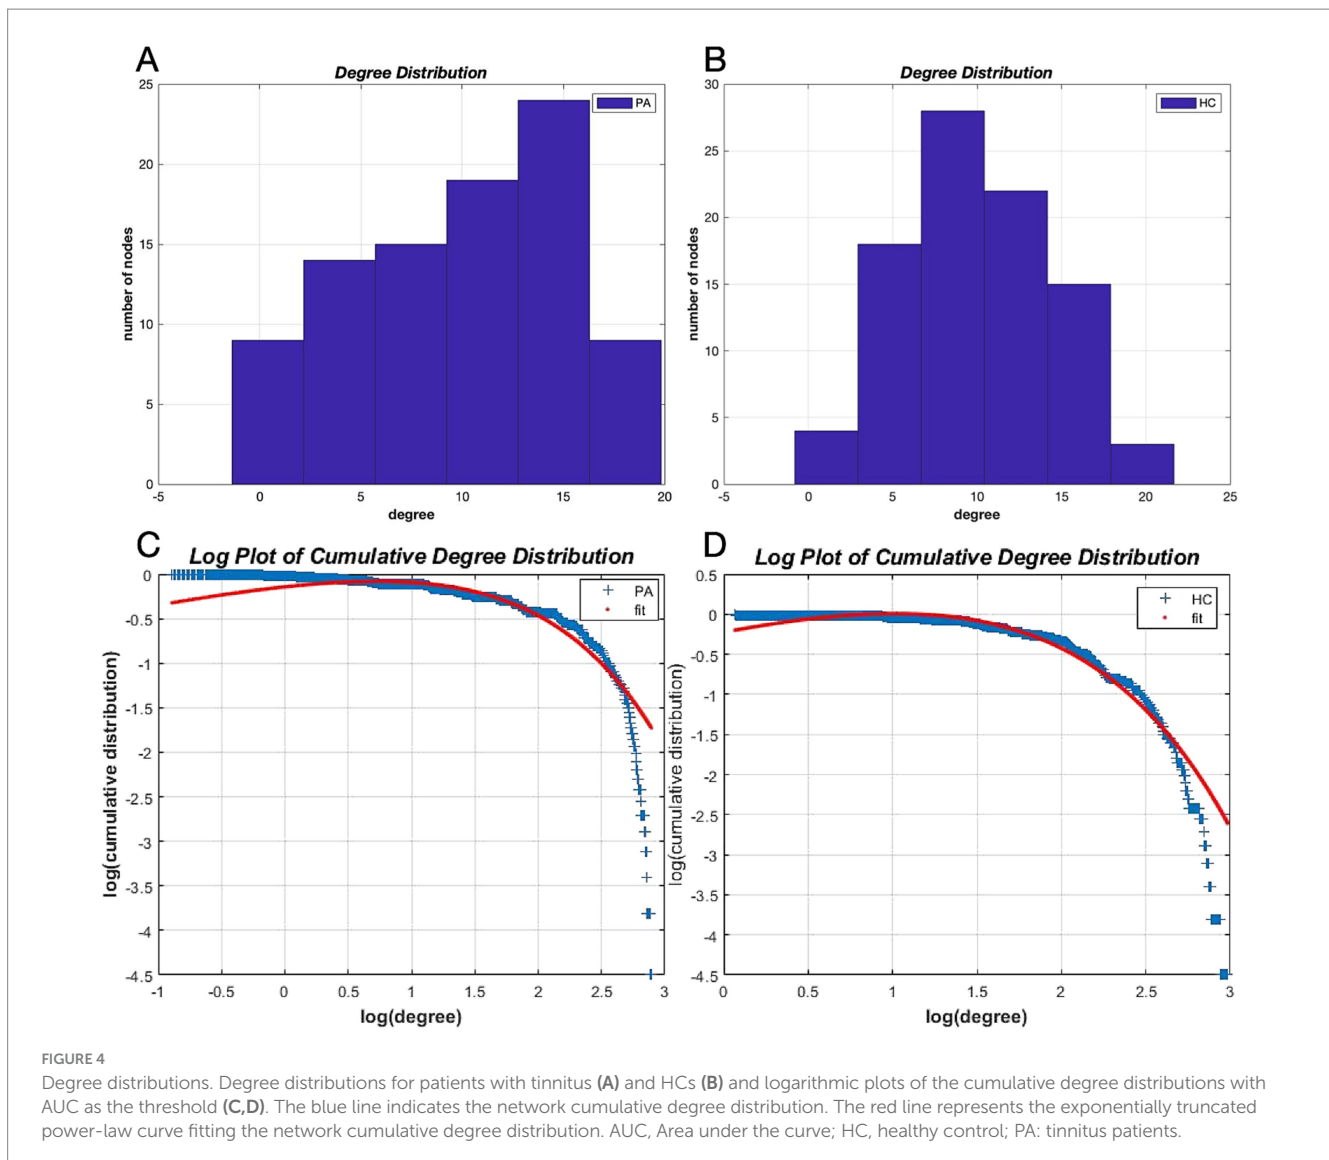 A
Degree Distribution
PA
25
20
15
10
5
0
number of nodes
-5
0
5
10
15
20
degree
B
Degree Distribution
HC
30
25
20
15
10
5
0
number of nodes
-5
0
5
10
15
20
25
degree
C
Log Plot of Cumulative Degree Distribution
PA
fit
0
-0.5
-1
-1.5
-2
-2.5
-3
-3.5
-4
-4.5
log(cumulative distribution)
-1
-0.5
0
0.5
1
1.5
2
2.5
3
log(degree)
D
Log Plot of Cumulative Degree Distribution
HC
fit
0.5
0
-0.5
-1
-1.5
-2
-2.5
-3
-3.5
-4
-4.5
log(cumulative distribution)
0
0.5
1
1.5
2
2.5
3
log(degree)
FIGURE 4
Degree distributions. Degree distributions for patients with tinnitus (A) and HCs (B) and logarithmic plots of the cumulative degree distributions with
AUC as the threshold (C,D). The blue line indicates the network cumulative degree distribution. The red line represents the exponentially truncated
power-law curve fitting the network cumulative degree distribution. AUC, Area under the curve; HC, healthy control; PA: tinnitus patients.